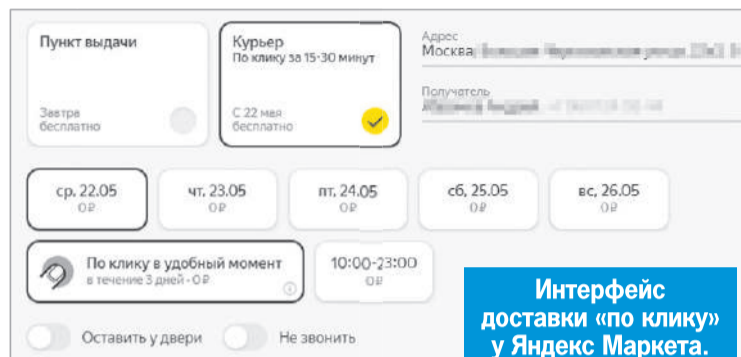 Пункт выдачи
Завтра
бесплатно
Курьер
По клику за 15-30 минут
С 22 мая
бесплатно
Адрес
Москва
Получатель
ср, 22.05
0 ₽
чт, 23.05
0 ₽
пт, 24.05
0 ₽
сб, 25.05
0 ₽
вс, 26.05
0 ₽
По клику в удобный момент
в течение 3 дней - 0 ₽
10:00-23:00
0 ₽
Оставить у двери
Не звонить
Интерфейс
доставки «по клику»
у Яндекс Маркета.